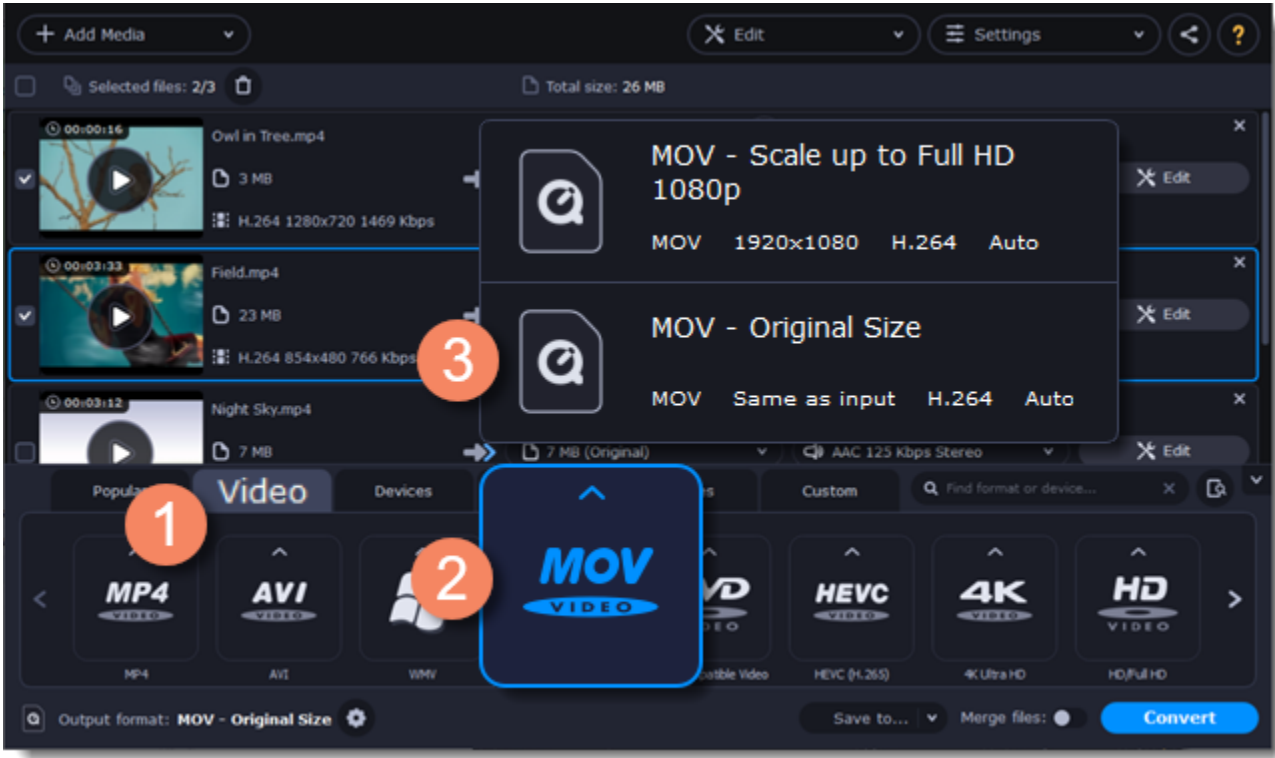 Add Media
Edit
Settings
?
Selected files: 2/3
Total size: 26 MB
00:00:16
Owl in Tree.mp4
3 MB
H.264 1280x720 1469 Kbps
Edit
MOV - Scale up to Full HD
1080p
MOV 1920x1080 H.264 Auto
00:03:33
Field.mp4
23 MB
H.264 854x480 766 Kbps
Edit
3
MOV - Original Size
MOV Same as input H.264 Auto
00:03:12
Night Sky.mp4
7 MB
7 MB (Original)
AAC 125 Kbps Stereo
Edit
1
Video
Devices
Custom
Find format or device...
2
MP4
VIDEO
AVI
VIDEO
MOV
VIDEO
HEVC
VIDEO
4K
VIDEO
HD
VIDEO
MP4
AVI
WMV
Video
HEVC (H.265)
4K Ultra HD
HD/Full HD
Output format: MOV - Original Size
Save to...
Merge files:
Convert